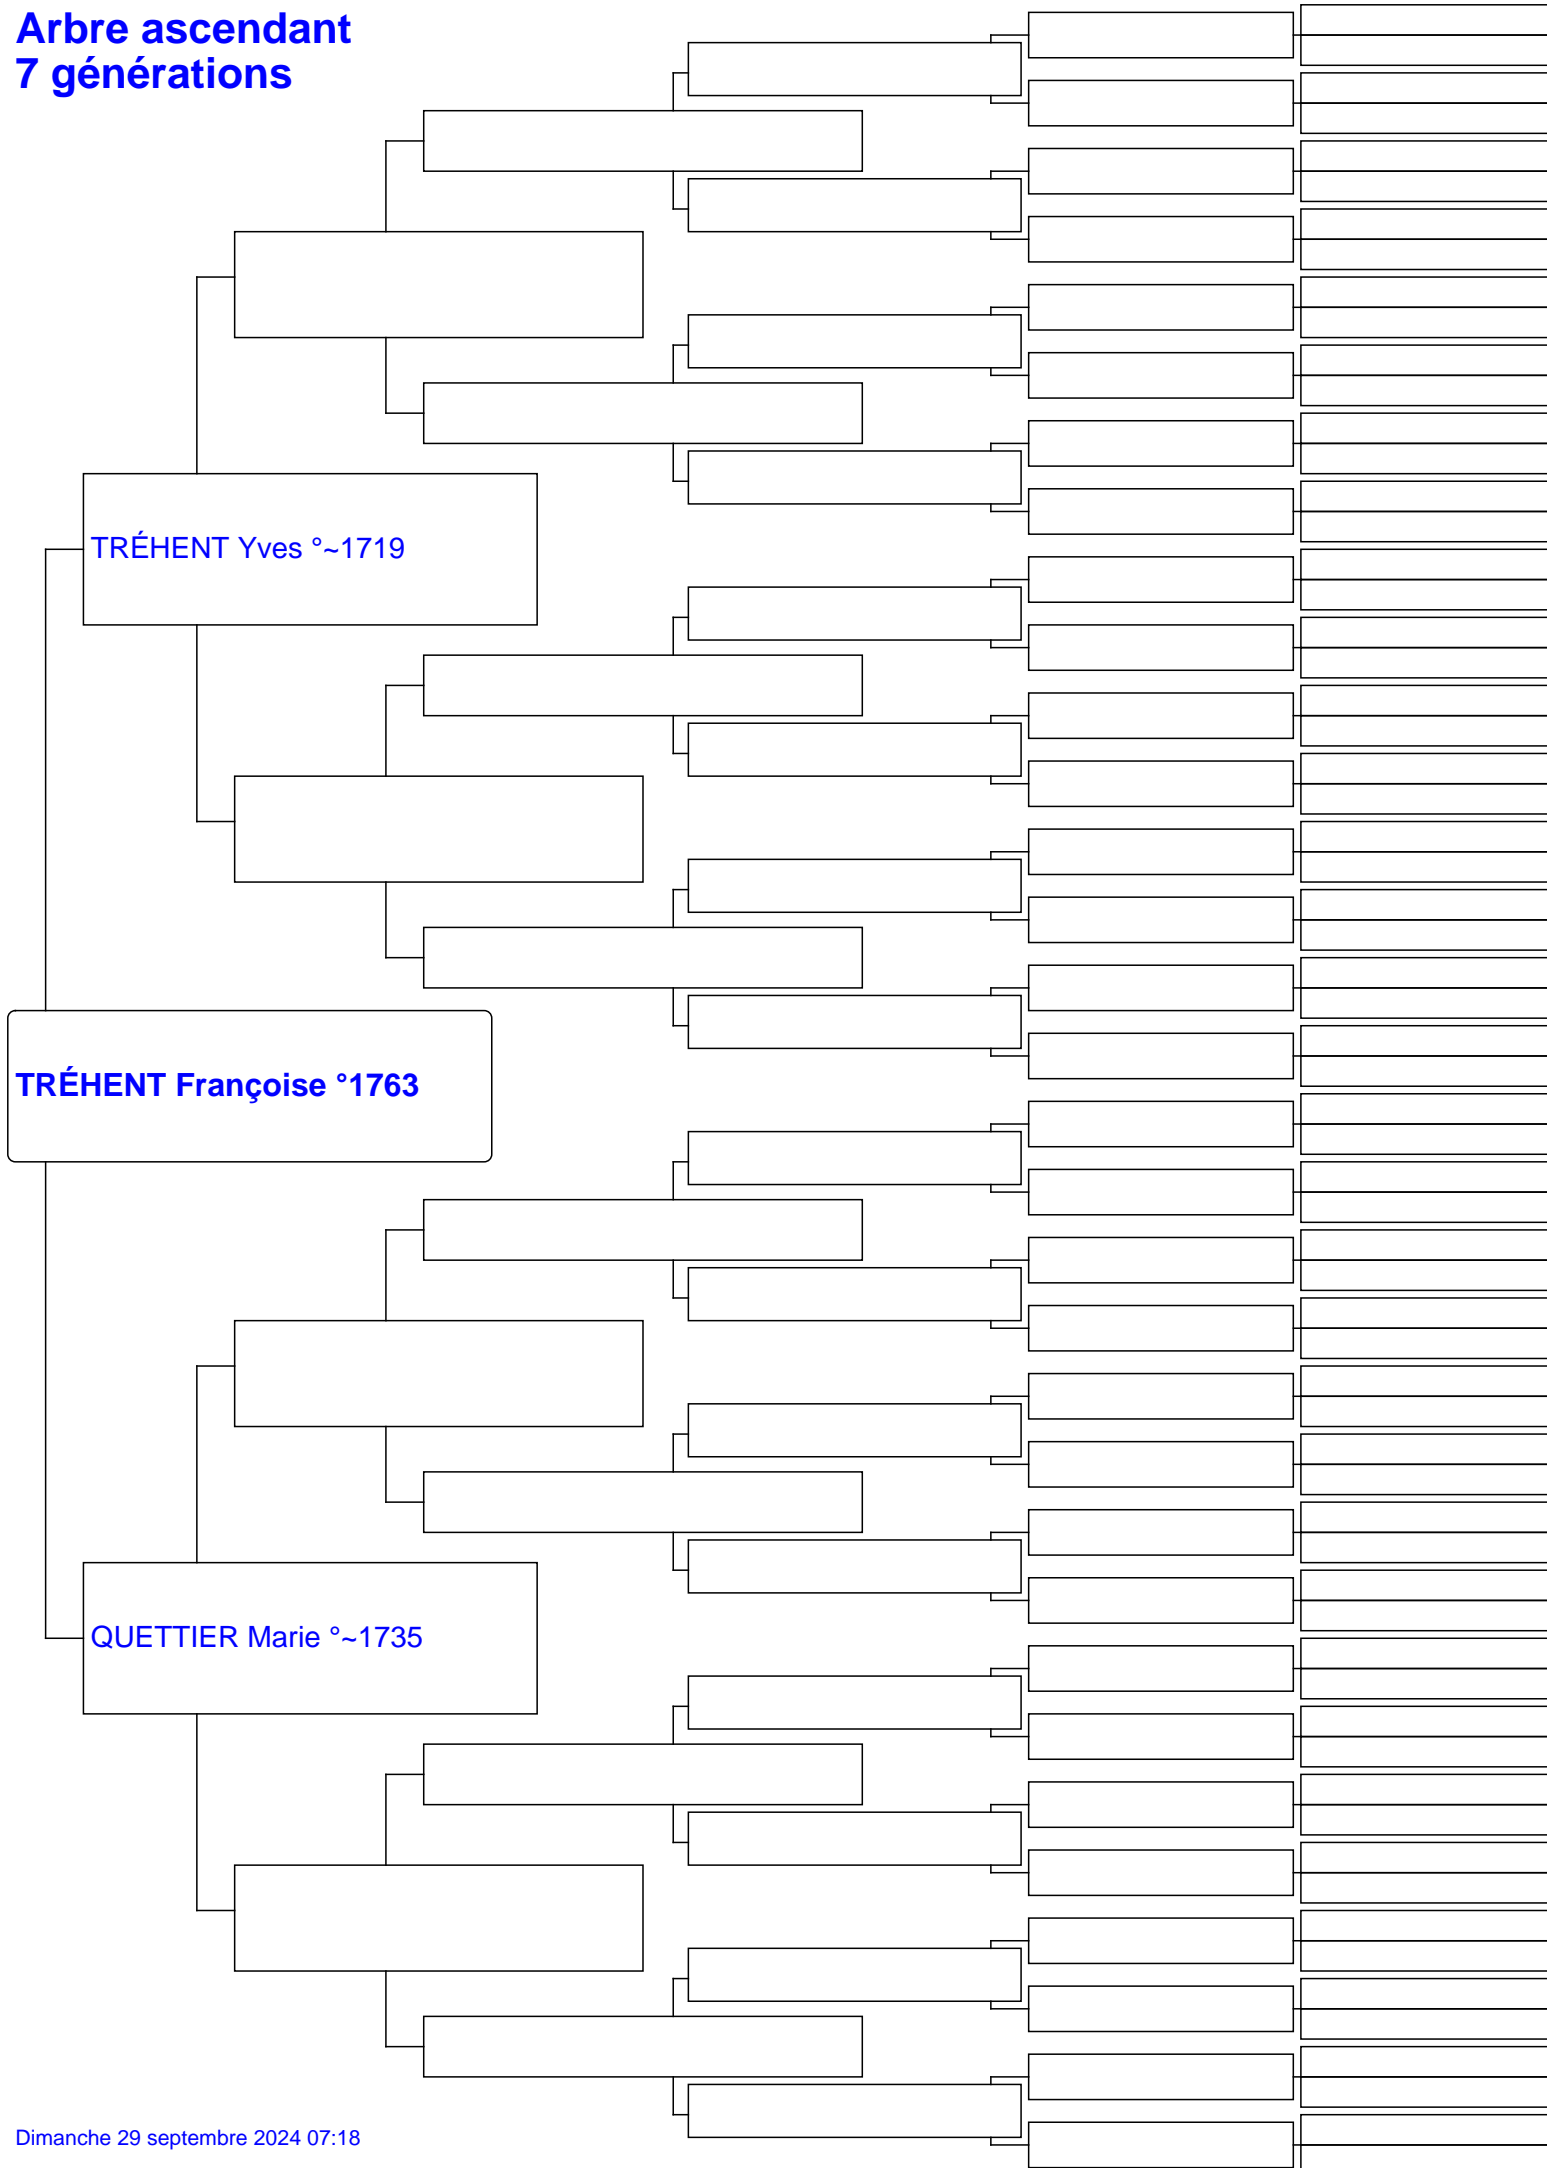 Arbre ascendant
7 générations
TRÉHENT Yves °~1719
TRÉHENT Françoise °1763
QUETTIER Marie °~1735
Dimanche 29 septembre 2024 07:18